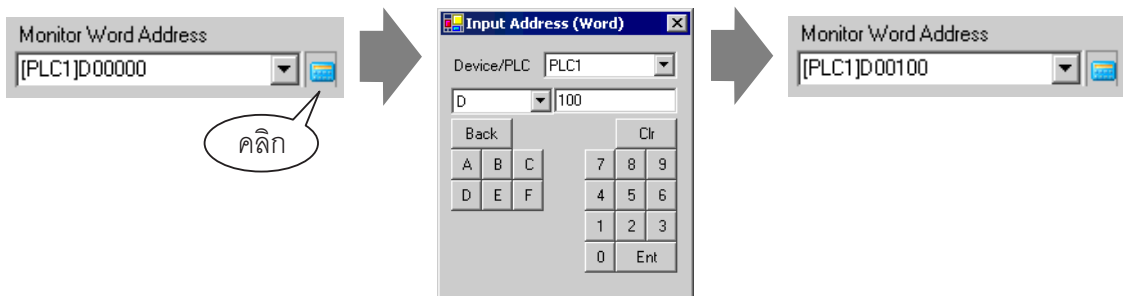 Monitor Word Address
[PLC1]D00000
คลิก
Input Address (Word)
Device/PLC PLC1
D 100
Back Clr
A B C 7 8 9
D E F 4 5 6
1 2 3
0 Ent
Monitor Word Address
[PLC1]D00100